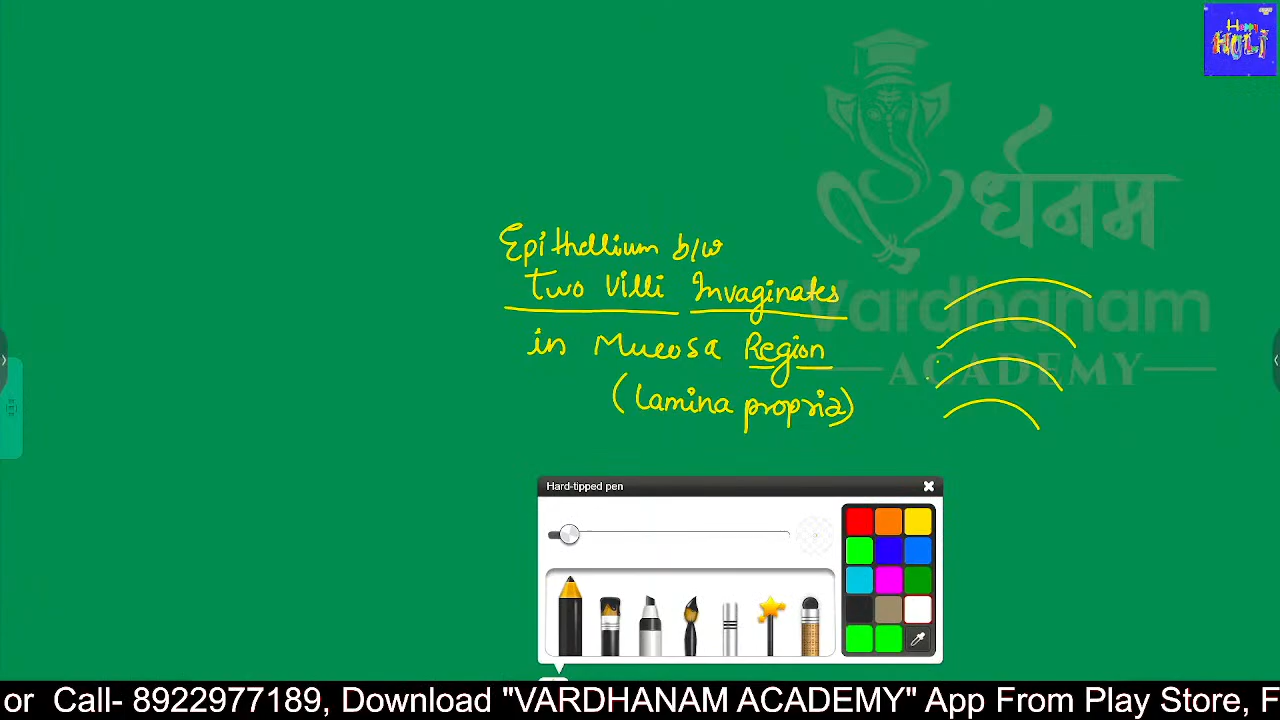 Happy
HOLI
Epithellium b/w
Two Villi Invaginates
in Mucosa Region
(Lamina propria)
र्धनम
Vardhanam
ACADEMY
Hard-tipped pen
or Call- 8922977189, Download "VARDHANAM ACADEMY" App From Play Store, F